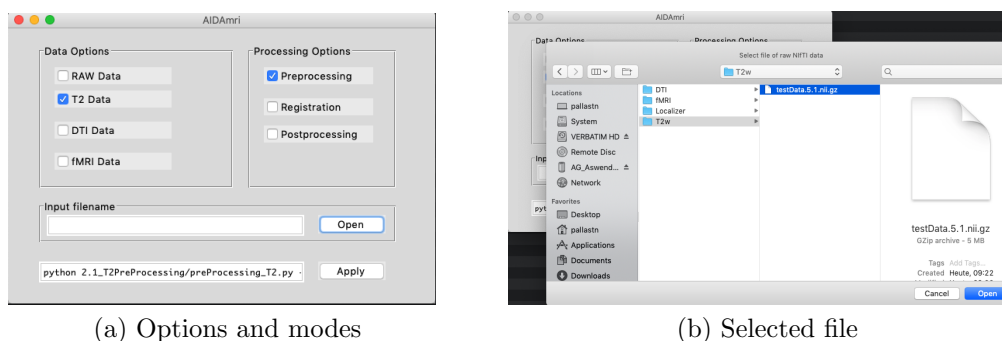 AIDAmri
Data Options
RAW Data
T2 Data
DTI Data
fMRI Data
Processing Options
Preprocessing
Registration
Postprocessing
Input filename
Open
python 2.1_T2PreProcessing/preProcessing_T2.py
Apply
(a) Options and modes
AIDAmri
Data Options
Processing Options
Select file of raw NIfTI data
T2w
Locations
pallastn
System
VERBATIM HD
Remote Disc
AG_Aswend...
Network
Favorites
Desktop
pallastn
Applications
Documents
Downloads
DTI
fMRI
Localizer
T2w
testData.5.1.nii.gz
testData.5.1.nii.gz
GZip archive - 5 MB
Tags Add Tags...
Created Heute, 09:22
Cancel
Open
Inp
pyt
(b) Selected file